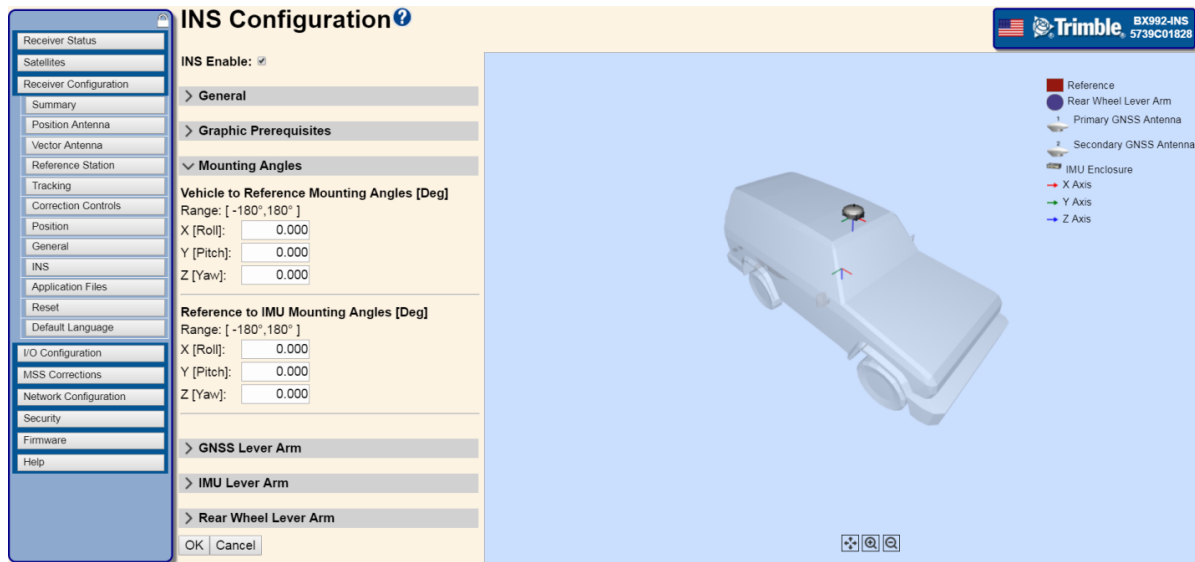 INS Configuration?
Trimble. BX992-INS
5739C01828
Receiver Status
Satellites
Receiver Configuration
Summary
Position Antenna
Vector Antenna
Reference Station
Tracking
Correction Controls
Position
General
INS
Application Files
Reset
Default Language
I/O Configuration
MSS Corrections
Network Configuration
Security
Firmware
Help
INS Enable:
General
Graphic Prerequisites
Mounting Angles
Vehicle to Reference Mounting Angles [Deg]
Range: [ -180°,180° ]
X [Roll]: 0.000
Y [Pitch]: 0.000
Z [Yaw]: 0.000
Reference to IMU Mounting Angles [Deg]
Range: [ -180°,180° ]
X [Roll]: 0.000
Y [Pitch]: 0.000
Z [Yaw]: 0.000
GNSS Lever Arm
IMU Lever Arm
Rear Wheel Lever Arm
OK Cancel
Reference
Rear Wheel Lever Arm
1 Primary GNSS Antenna
2 Secondary GNSS Antenna
IMU Enclosure
X Axis
Y Axis
Z Axis